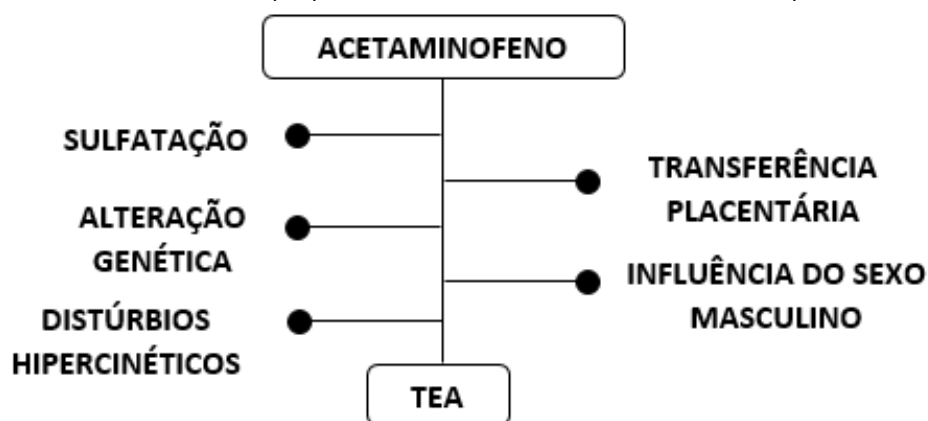 ACETAMINOFENO
SULFATAÇÃO
TRANSFERÊNCIA
PLACENTÁRIA
ALTERAÇÃO
GENÉTICA
INFLUÊNCIA DO SEXO
MASCULINO
DISTÚRBIOS
HIPERCINÉTICOS
TEA